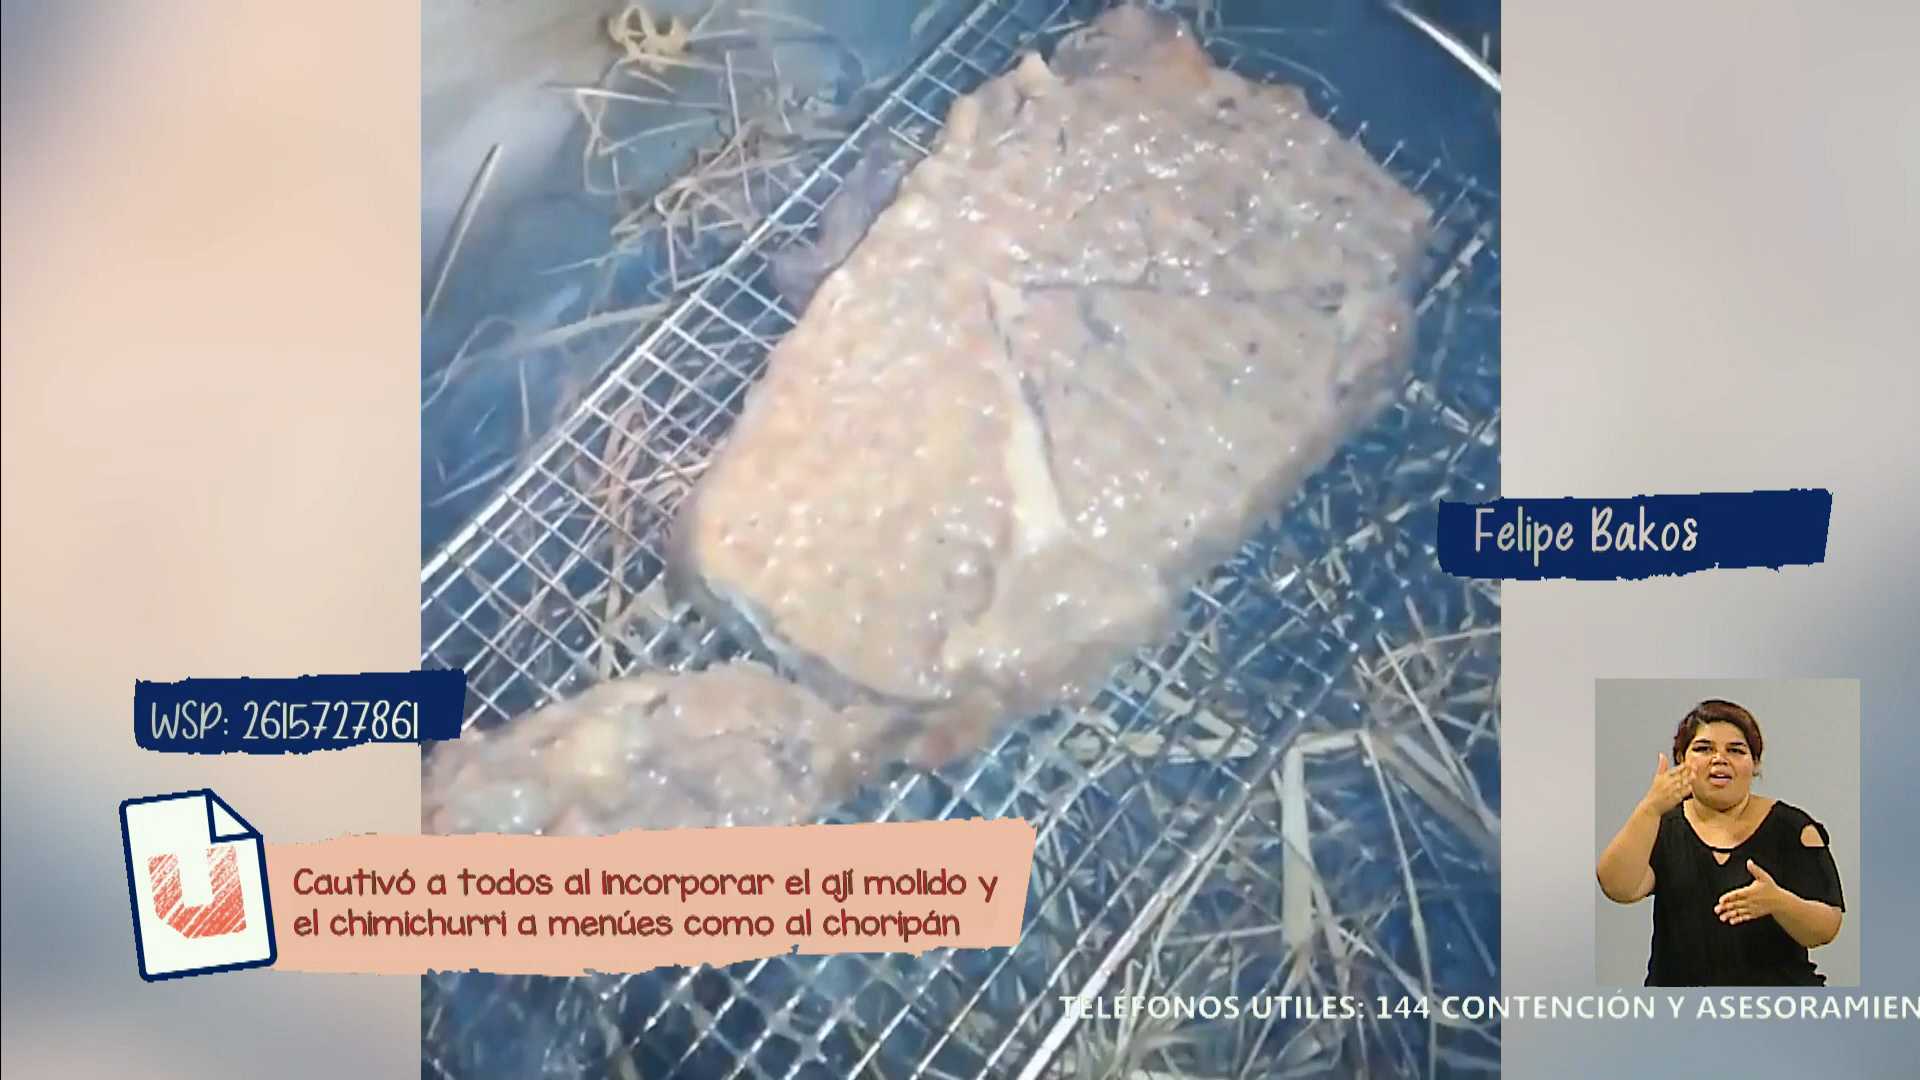 Felipe Bakos
WSP: 2615727861
U
Cautivó a todos al incorporar el ají molido y
el chimichurri a menúes como al choripán
TELÉFONOS UTILES: 144 CONTENCIÓN Y ASESORAMIEN